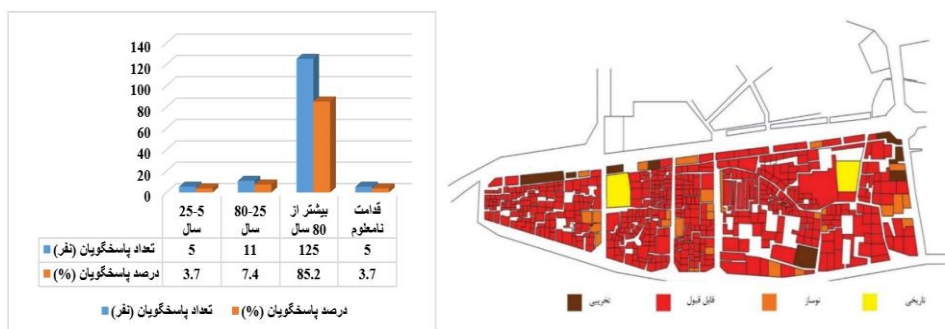 140
120
100
80
60
40
20
0
25-5 سال
80-25 سال
بیشتر از 80 سال
قدامت نامعلوم
تعداد پاسخگویان (نفر) 5 11 125 5
درصد پاسخگویان (%) 3.7 7.4 85.2 3.7
تعداد پاسخگویان (نفر) درصد پاسخگویان (%)
تخریبی قابل قبول نوساز تاریخی